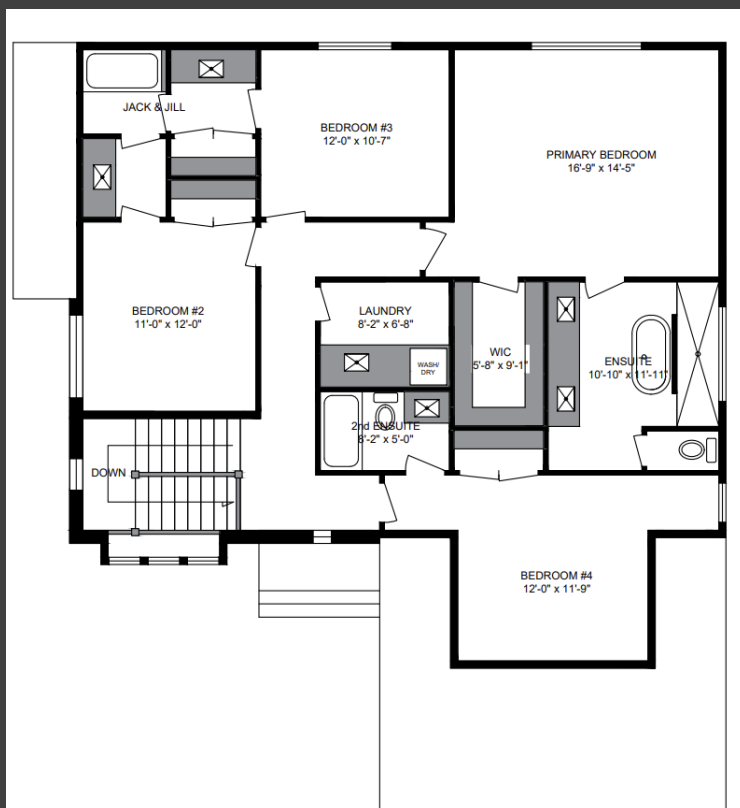 JACK & JILL
BEDROOM #3
12'-0" x 10'-7"
PRIMARY BEDROOM
16'-9" x 14'-5"
BEDROOM #2
11'-0" x 12'-0"
LAUNDRY
8'-2" x 6'-8"
WASH/
DRY
WIC
5'-8" x 9'-1"
ENSUITE
10'-10" x 11'-11"
2nd ENSUITE
8'-2" x 5'-0"
DOWN
BEDROOM #4
12'-0" x 11'-9"